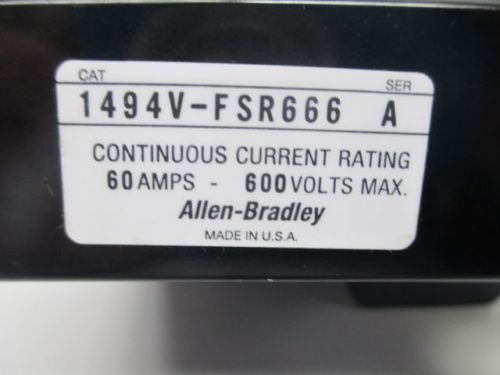 CAT SER
1494V-FSR666 A
CONTINUOUS CURRENT RATING
60 AMPS - 600 VOLTS MAX.
Allen-Bradley
MADE IN U.S.A.